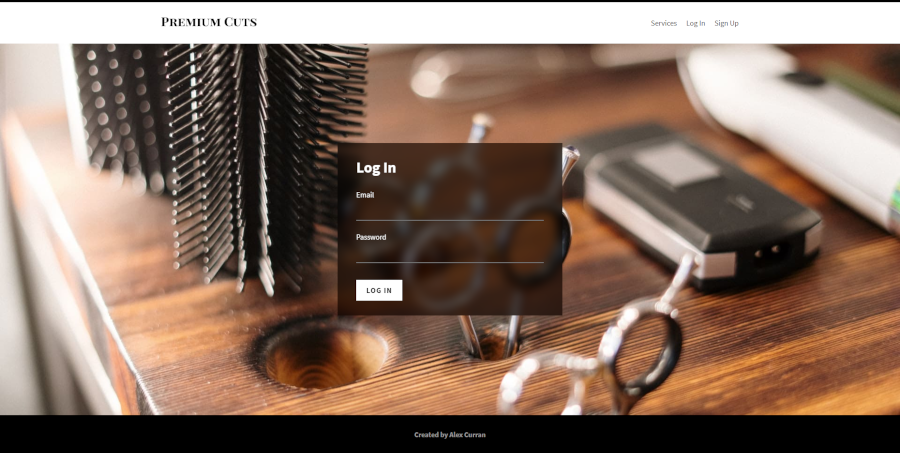 Premium Cuts
Services Log In Sign Up
Log In
Email
Password
LOG IN
Created by Alex Curran